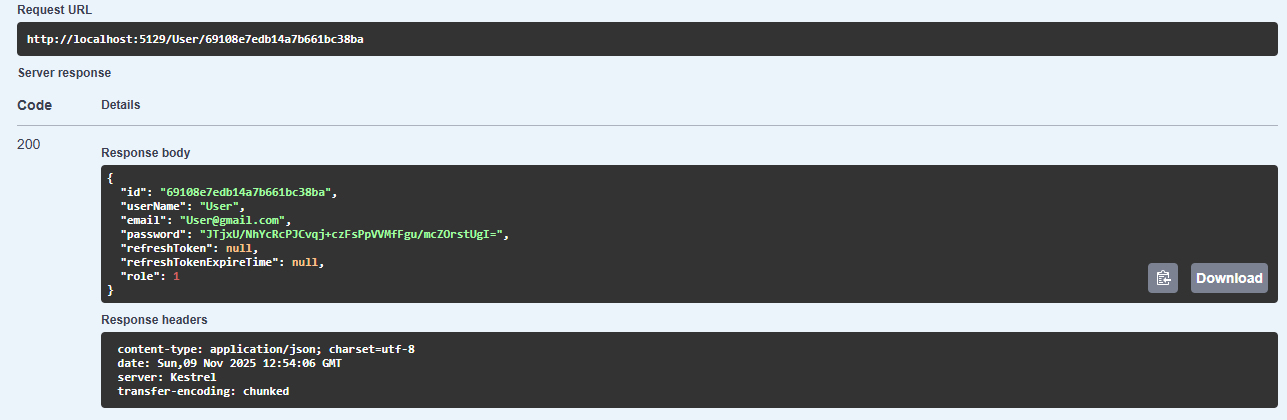 Request URL
http://localhost:5129/User/69108e7edb14a7b661bc38ba
Server response
Code Details
200
Response body
{
"id": "69108e7edb14a7b661bc38ba",
"userName": "User",
"email": "User@gmail.com",
"password": "JTjxU/NhYcRcPJCvqj+czFsPpVVMfFgu/mcZOrstUgI=",
"refreshToken": null,
"refreshTokenExpireTime": null,
"role": 1
}
Download
Response headers
content-type: application/json; charset=utf-8
date: Sun,09 Nov 2025 12:54:06 GMT
server: Kestrel
transfer-encoding: chunked